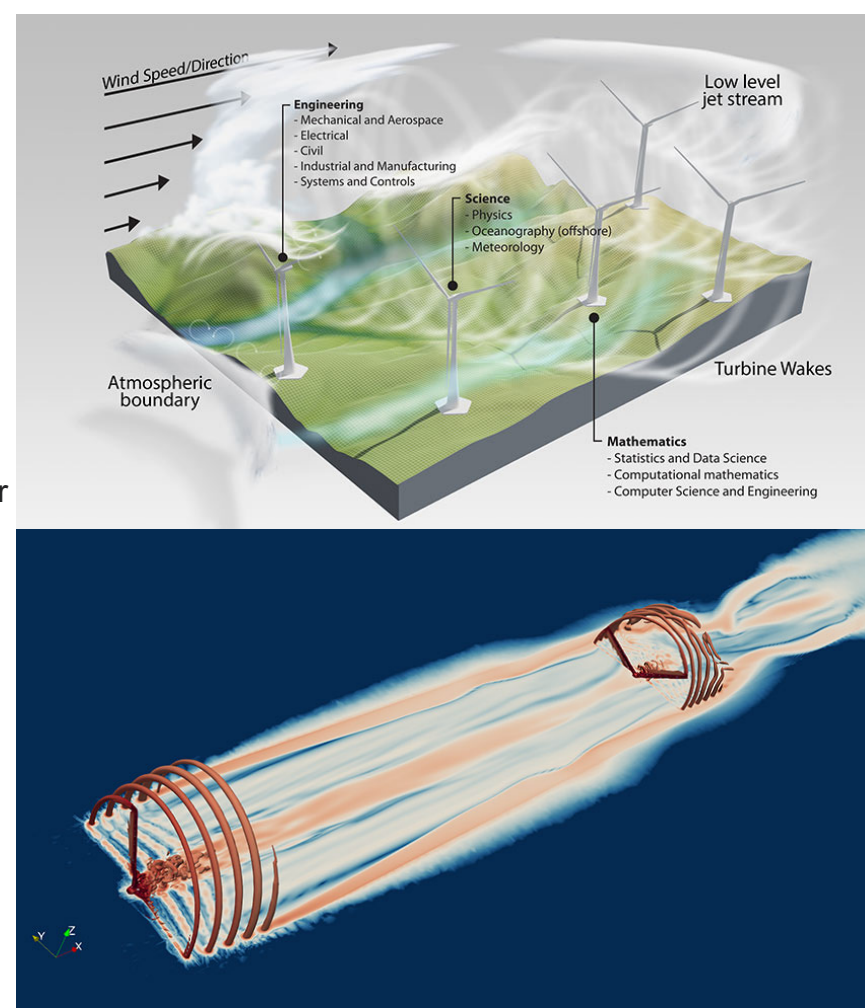 Wind Speed/Direction
Low level
jet stream
Engineering
- Mechanical and Aerospace
- Electrical
- Civil
- Industrial and Manufacturing
- Systems and Controls
Science
- Physics
- Oceanography (offshore)
- Meteorology
Atmospheric
boundary
Turbine Wakes
Mathematics
- Statistics and Data Science
- Computational mathematics
- Computer Science and Engineering
r
Y
Z
X